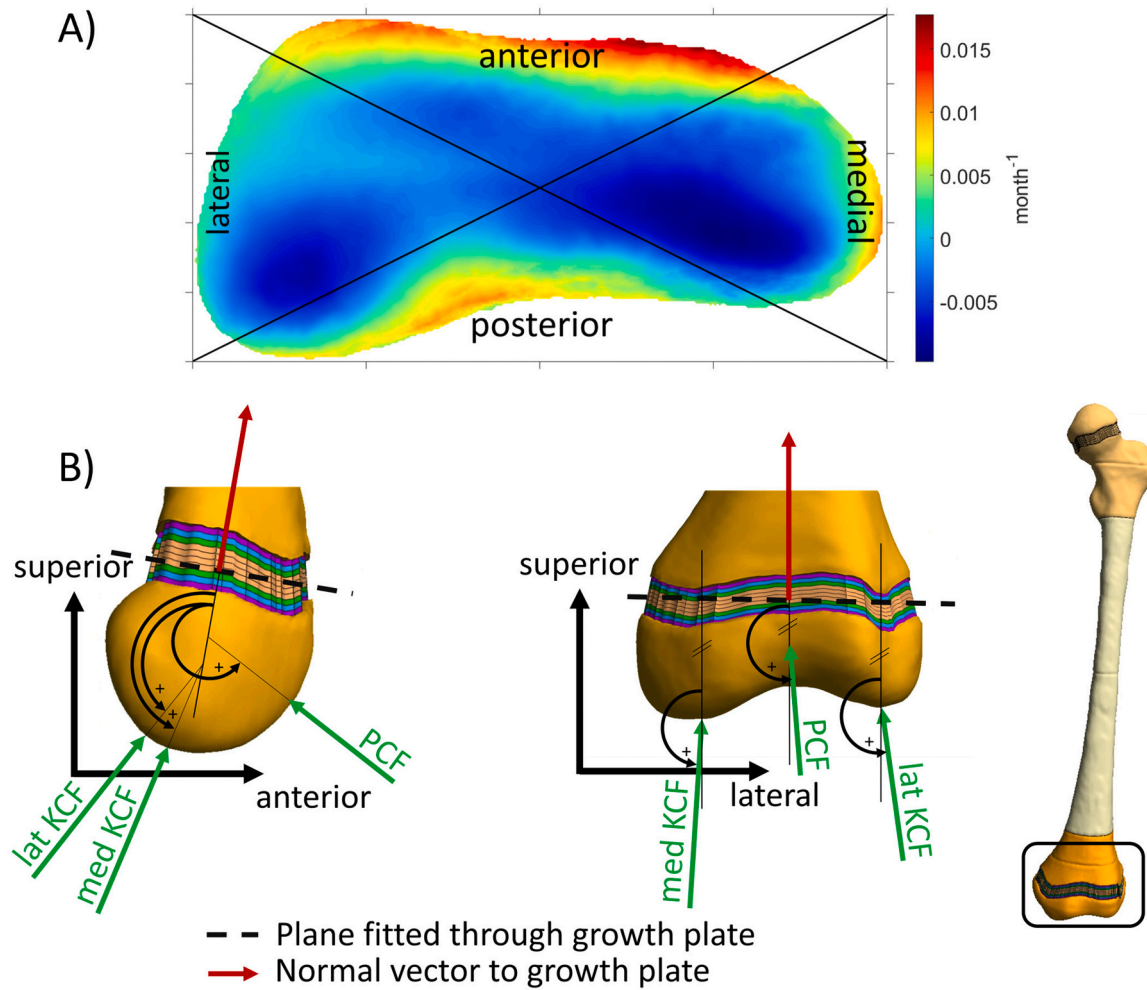 A)
anterior
lateral
medial
posterior
0.015
0.01
0.005
0
-0.005
month⁻¹
B)
superior
anterior
lat KCF
med KCF
PCF
+
+
+
superior
lateral
med KCF
PCF
lat KCF
+
+
+
Plane fitted through growth plate
Normal vector to growth plate